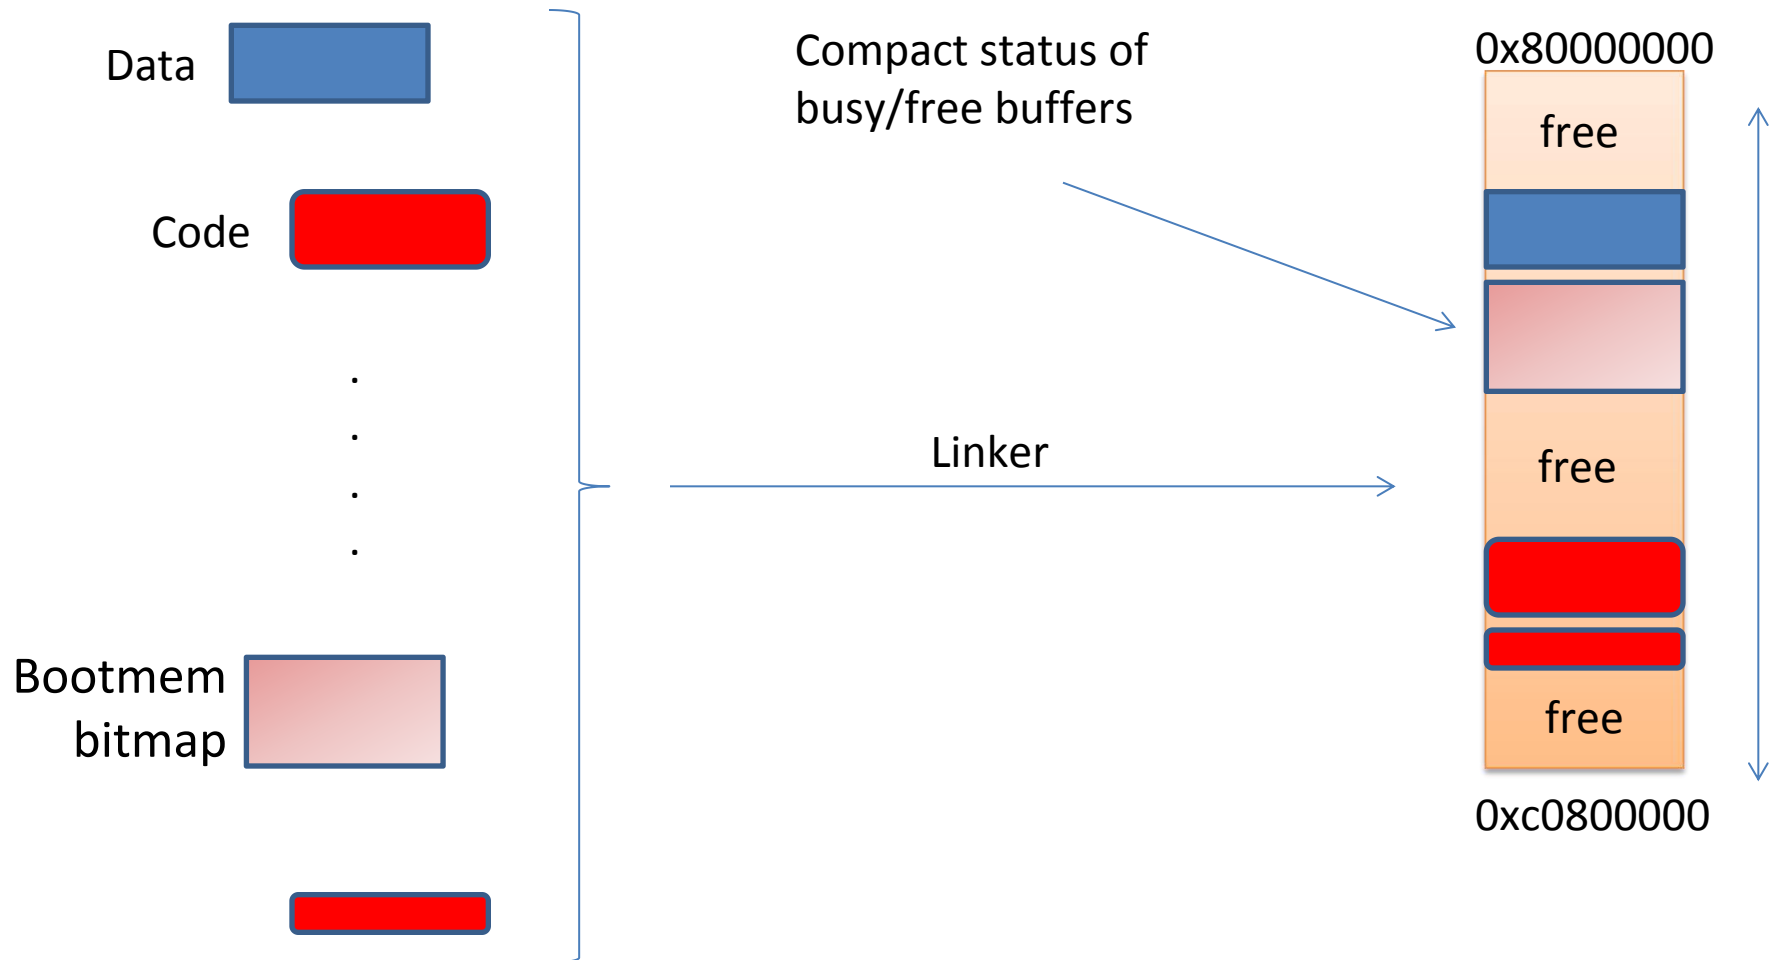 Data
Code
.
.
.
.
Bootmem
bitmap
Compact status of
busy/free buffers
Linker
0x80000000
free
free
free
0xc0800000